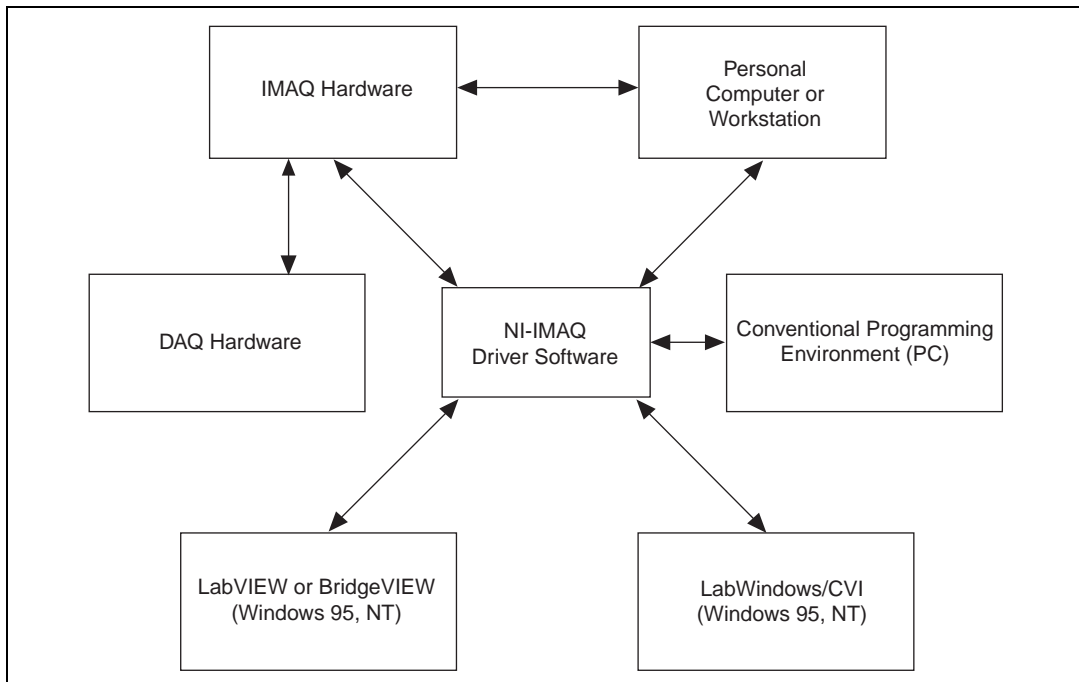 IMAQ Hardware
Personal
Computer or
Workstation
DAQ Hardware
NI-IMAQ
Driver Software
Conventional Programming
Environment (PC)
LabVIEW or BridgeVIEW
(Windows 95, NT)
LabWindows/CVI
(Windows 95, NT)